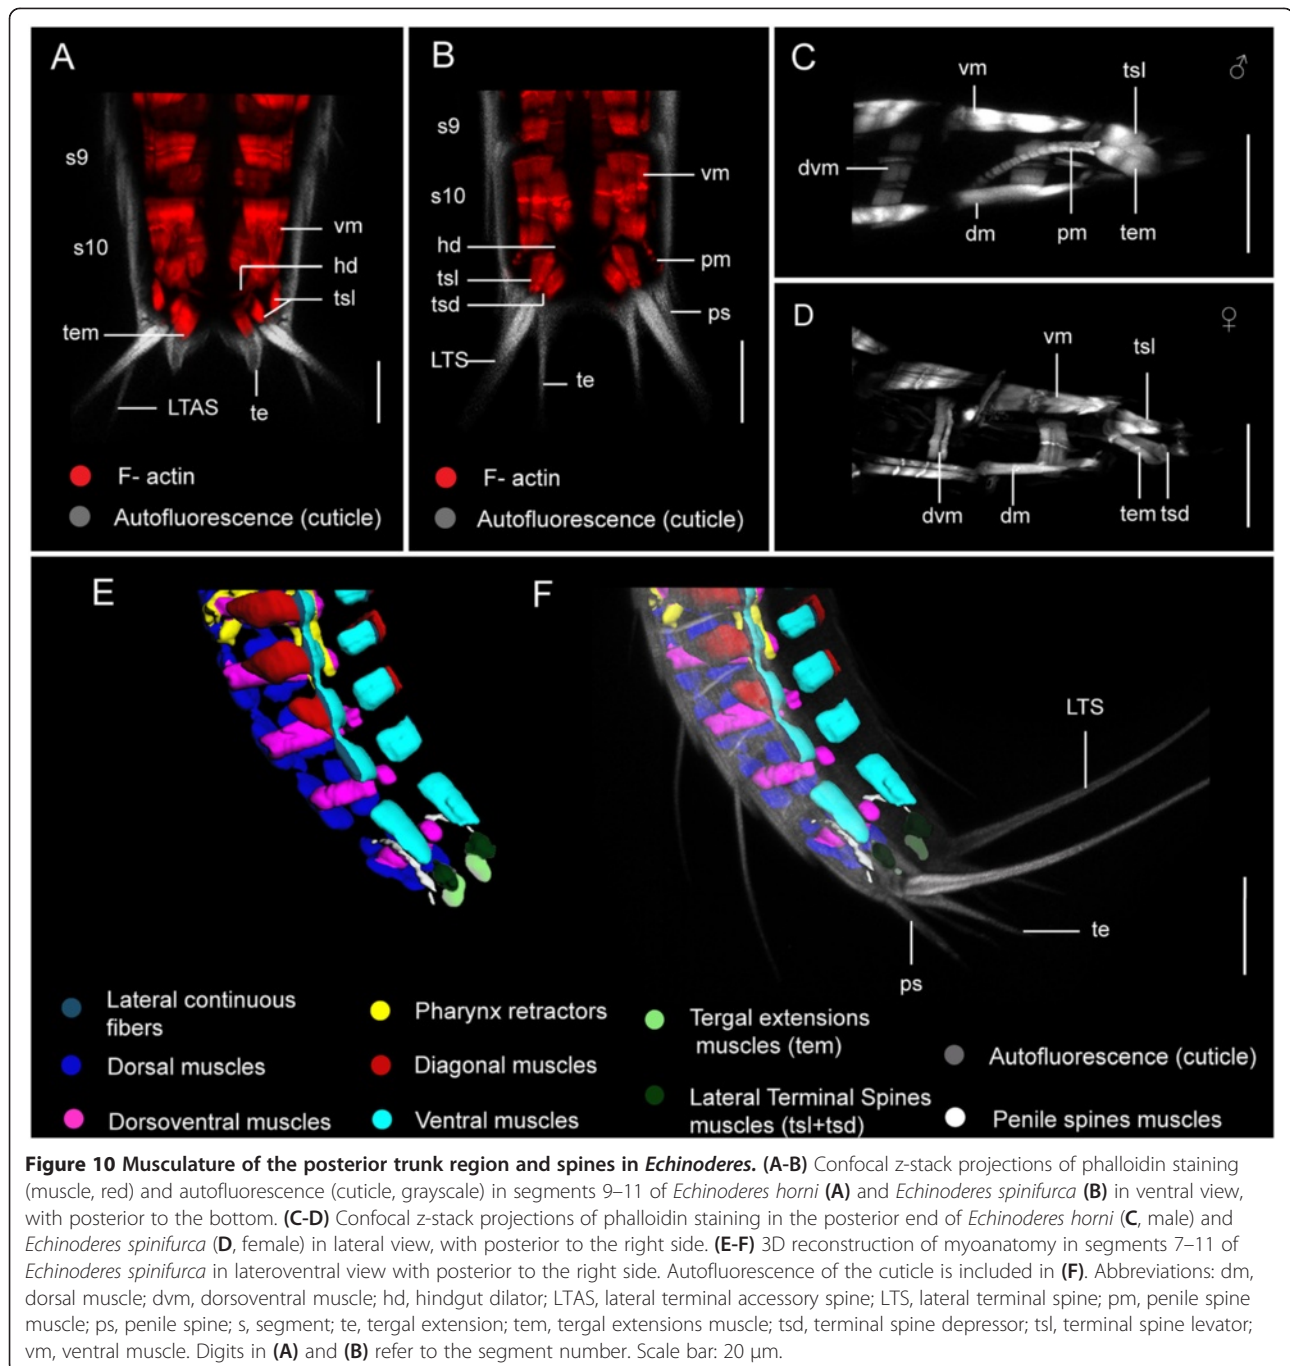 A
s9
s10
vm
hd
tsl
tem
LTAS
te
F- actin
Autofluorescence (cuticle)
B
s9
s10
vm
hd
tsl
tsd
pm
ps
LTS
te
F- actin
Autofluorescence (cuticle)
C
♂
vm
tsl
dvm
dm
pm
tem
D
♀
vm
tsl
dvm
dm
tem
tsd
E
F
LTS
te
ps
Lateral continuous
fibers
Dorsal muscles
Dorsoventral muscles
Pharynx retractors
Diagonal muscles
Ventral muscles
Tergal extensions
muscles (tem)
Lateral Terminal Spines
muscles (tsl+tsd)
Autofluorescence (cuticle)
Penile spines muscles
Figure 10 Musculature of the posterior trunk region and spines in Echinoderes. (A-B) Confocal z-stack projections of phalloidin staining
(muscle, red) and autofluorescence (cuticle, grayscale) in segments 9–11 of Echinoderes horni (A) and Echinoderes spinifurca (B) in ventral view,
with posterior to the bottom. (C-D) Confocal z-stack projections of phalloidin staining in the posterior end of Echinoderes horni (C, male) and
Echinoderes spinifurca (D, female) in lateral view, with posterior to the right side. (E-F) 3D reconstruction of myoanatomy in segments 7–11 of
Echinoderes spinifurca in lateroventral view with posterior to the right side. Autofluorescence of the cuticle is included in (F). Abbreviations: dm,
dorsal muscle; dvm, dorsoventral muscle; hd, hindgut dilator; LTAS, lateral terminal accessory spine; LTS, lateral terminal spine; pm, penile spine
muscle; ps, penile spine; s, segment; te, tergal extension; tem, tergal extensions muscle; tsd, terminal spine depressor; tsl, terminal spine levator;
vm, ventral muscle. Digits in (A) and (B) refer to the segment number. Scale bar: 20 μm.